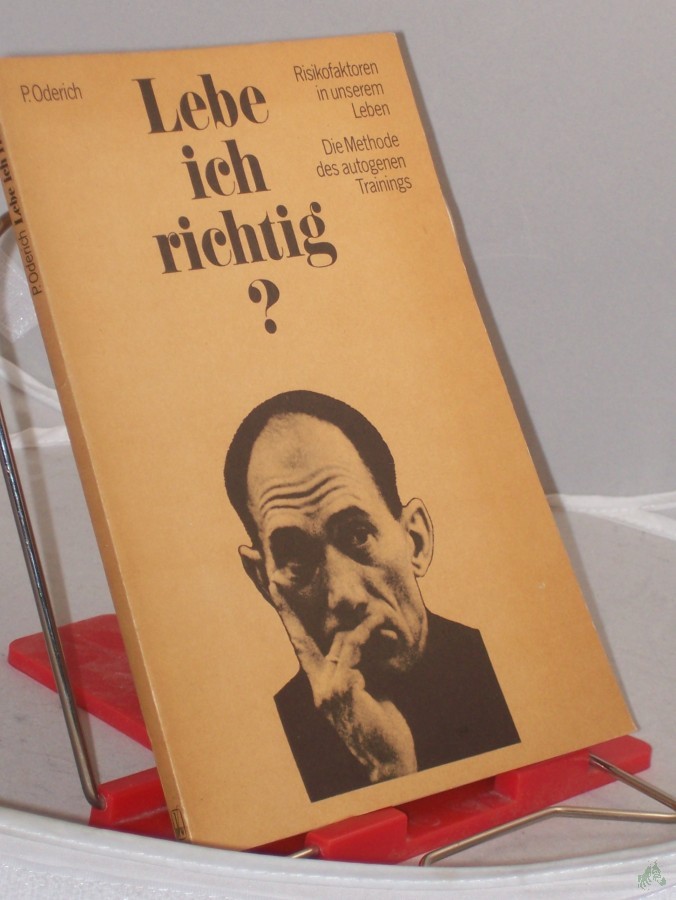 P. Oderich
Lebe
ich
richtig
?
Risikofaktoren
in unserem
Leben
Die Methode
des autogenen
Trainings
P. Oderich Lebe ich